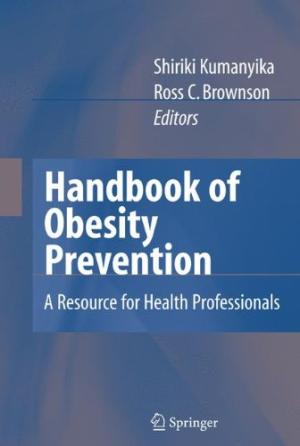 Shiriki Kumanyika
Ross C. Brownson
Editors
Handbook of
Obesity
Prevention
A Resource for Health Professionals
Springer